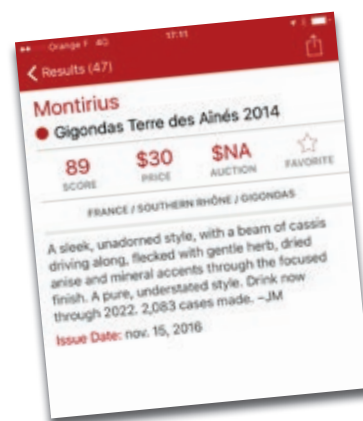 Orange F 4G 17:11
Results (47)
Montirius
Gigondas Terre des Aînés 2014
89 $30 $NA
SCORE PRICE AUCTION FAVORITE
FRANCE / SOUTHERN RHÔNE / GIGONDAS
A sleek, unadorned style, with a beam of cassis
driving along, flecked with gentle herb, dried
anise and mineral accents through the focused
finish. A pure, understated style. Drink now
through 2022. 2,083 cases made. –JM
Issue Date: nov. 15, 2016